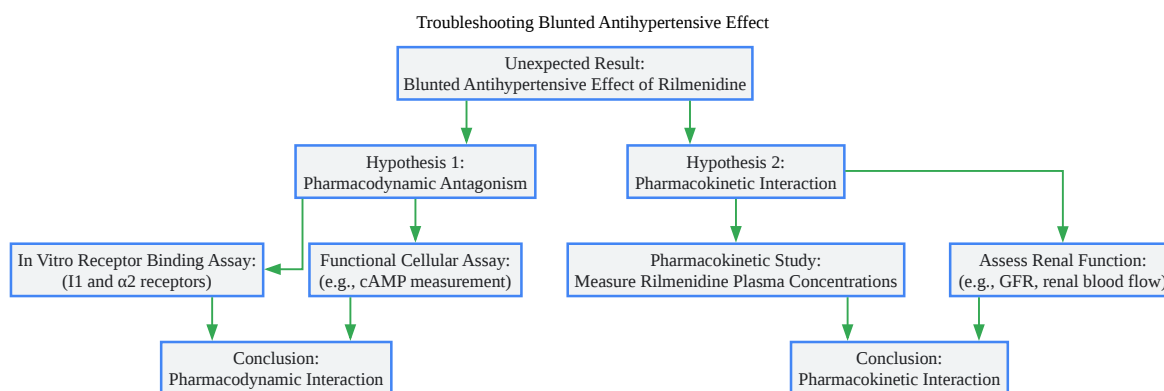 Troubleshooting Blunted Antihypertensive Effect
Unexpected Result:
Blunted Antihypertensive Effect of Rilmenidine
Hypothesis 1:
Pharmacodynamic Antagonism
Hypothesis 2:
Pharmacokinetic Interaction
In Vitro Receptor Binding Assay:
(I1 and α2 receptors)
Functional Cellular Assay:
(e.g., cAMP measurement)
Pharmacokinetic Study:
Measure Rilmenidine Plasma Concentrations
Assess Renal Function:
(e.g., GFR, renal blood flow)
Conclusion:
Pharmacodynamic Interaction
Conclusion:
Pharmacokinetic Interaction